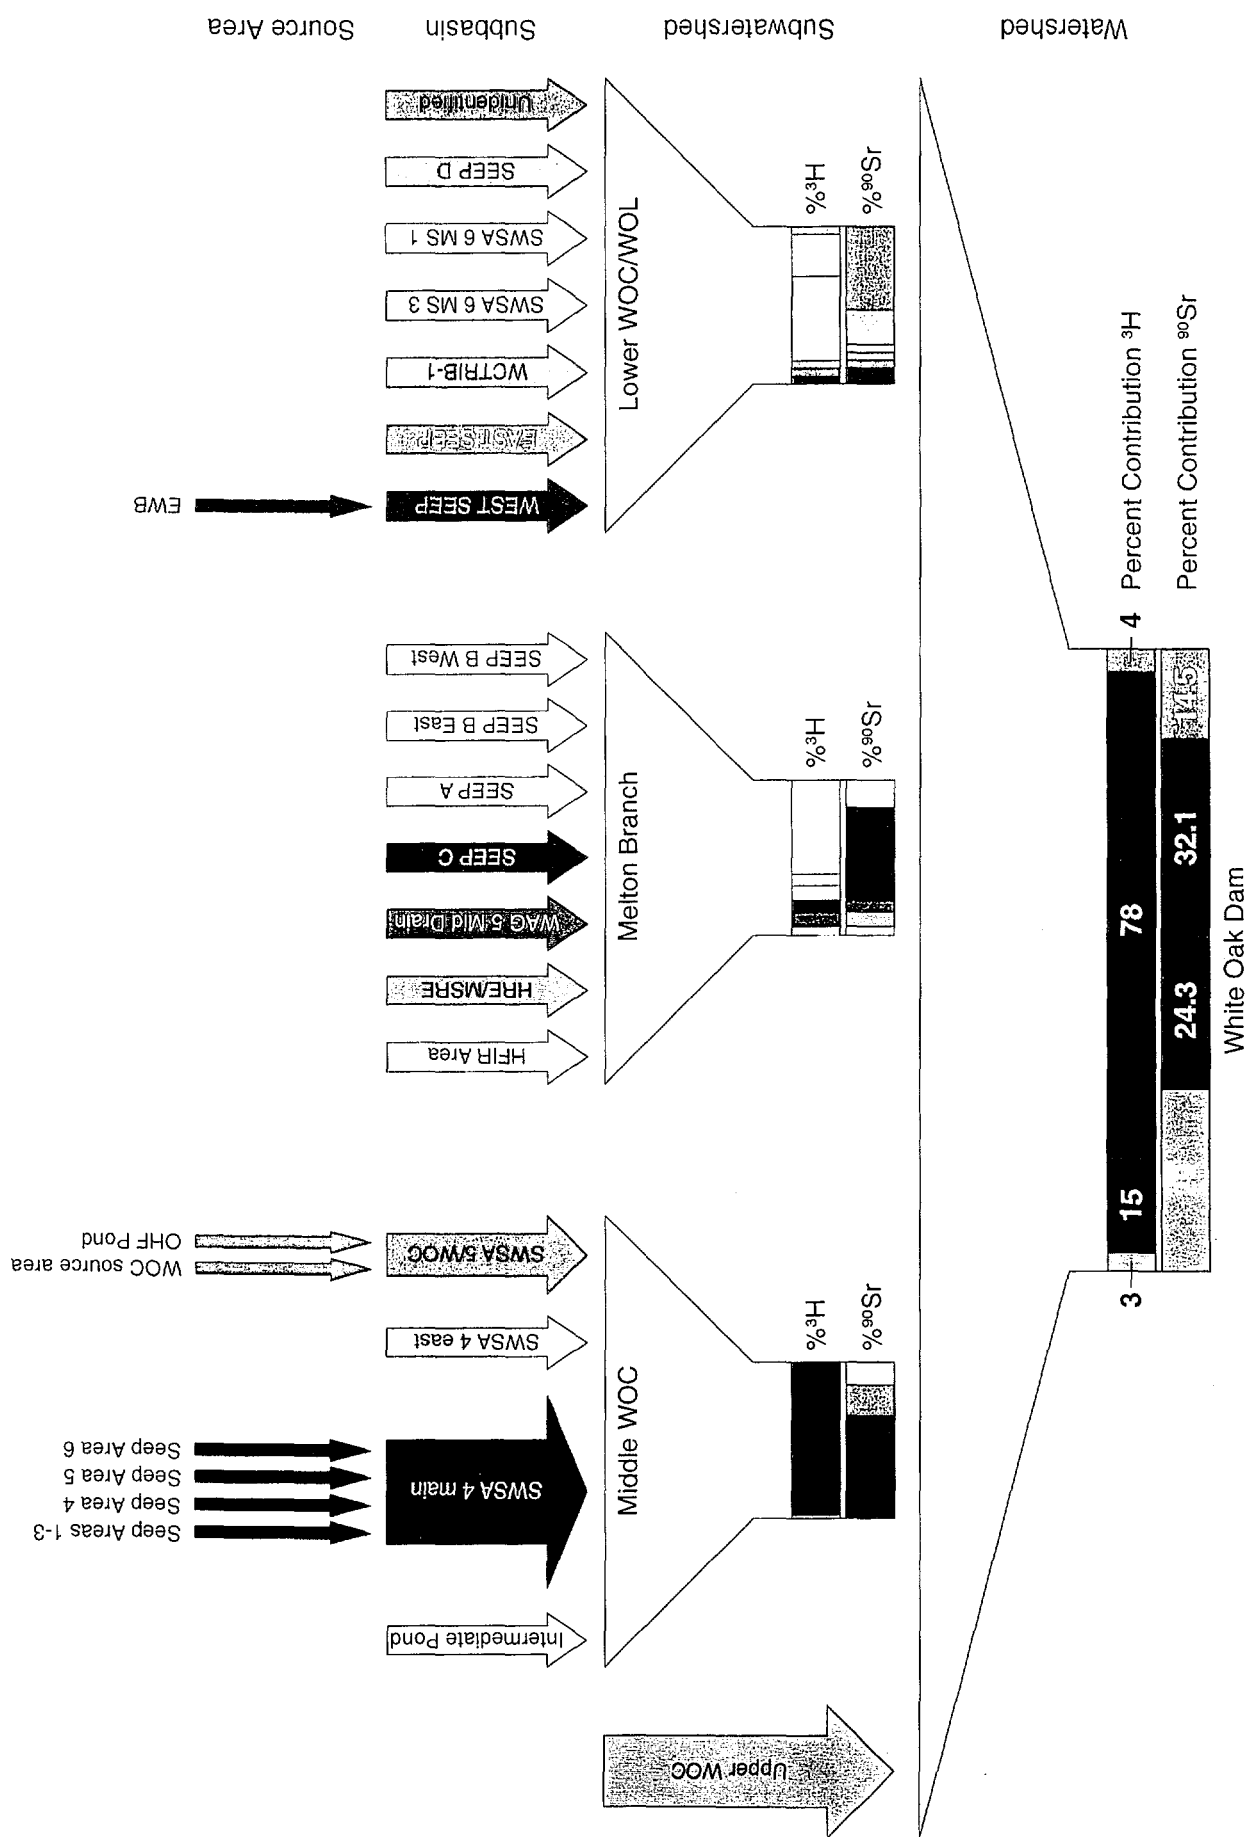 Source Area
Subbasin
Subwatershed
Watershed
Seep Areas 1-3
Seep Area 4
Seep Area 5
Seep Area 6
WOC source area
OHF Pond
EWB
Intermediate Pond
SWSA 4 main
SWSA 4 east
SWSA 5/WOC
HFIR Area
HRE/MSRE
WAG 5 Mid Drain
SEEP C
SEEP A
SEEP B East
SEEP B West
WEST SEEP
EAST SEEP
WCTRIB-1
SWSA 6 MS 3
SWSA 6 MS 1
SEEP D
Unidentified
Upper WOC
Middle WOC
Melton Branch
Lower WOC/WOL
%³H
%⁹⁰Sr
%³H
%⁹⁰Sr
%³H
%⁹⁰Sr
3 15 78 4 Percent Contribution ³H
24.3 32.1 14.5 Percent Contribution ⁹⁰Sr
White Oak Dam